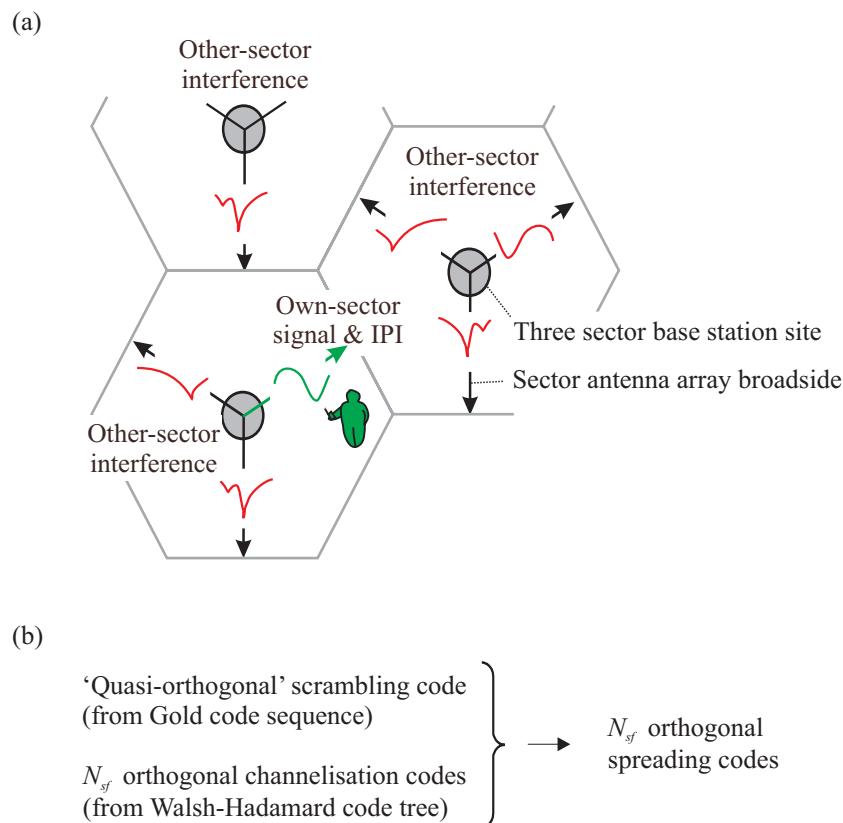 (a)
Other-sector
interference
Other-sector
interference
Own-sector
signal & IPI
Three sector base station site
Sector antenna array broadside
Other-sector
interference
(b)
‘Quasi-orthogonal’ scrambling code
(from Gold code sequence)
N_sf orthogonal channelisation codes
(from Walsh-Hadamard code tree)
N_sf orthogonal
spreading codes